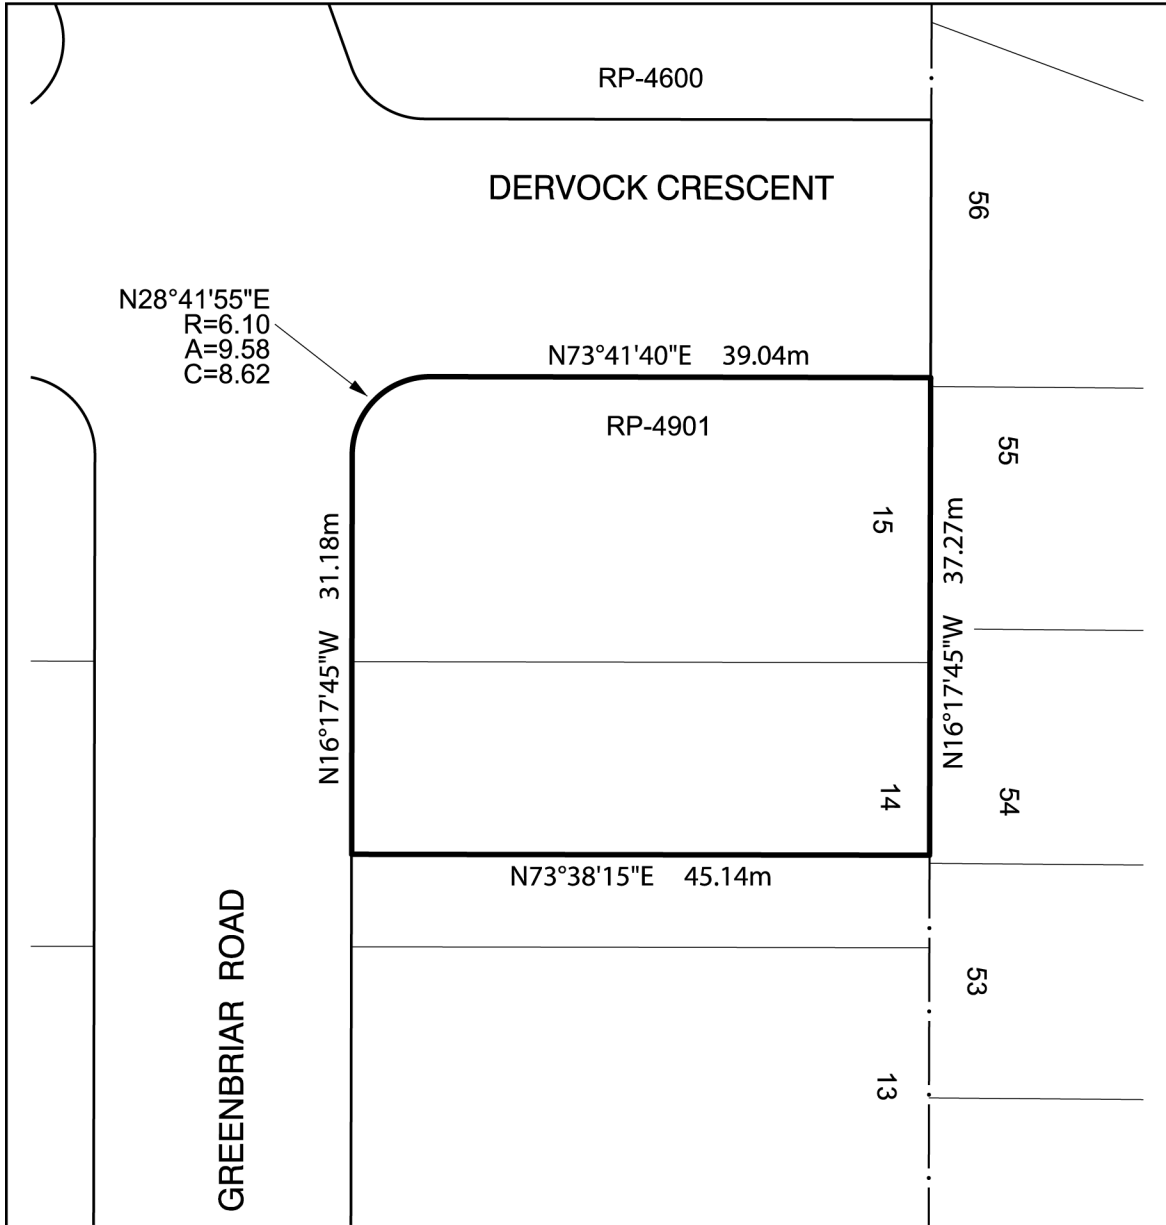 RP-4600
DERVOCK CRESCENT
56
N28°41'55"E
R=6.10
A=9.58
C=8.62
N73°41'40"E 39.04m
RP-4901
55
15
N16°17'45"W 31.18m
N16°17'45"W 37.27m
14
54
N73°38'15"E 45.14m
GREENBRIAR ROAD
53
13